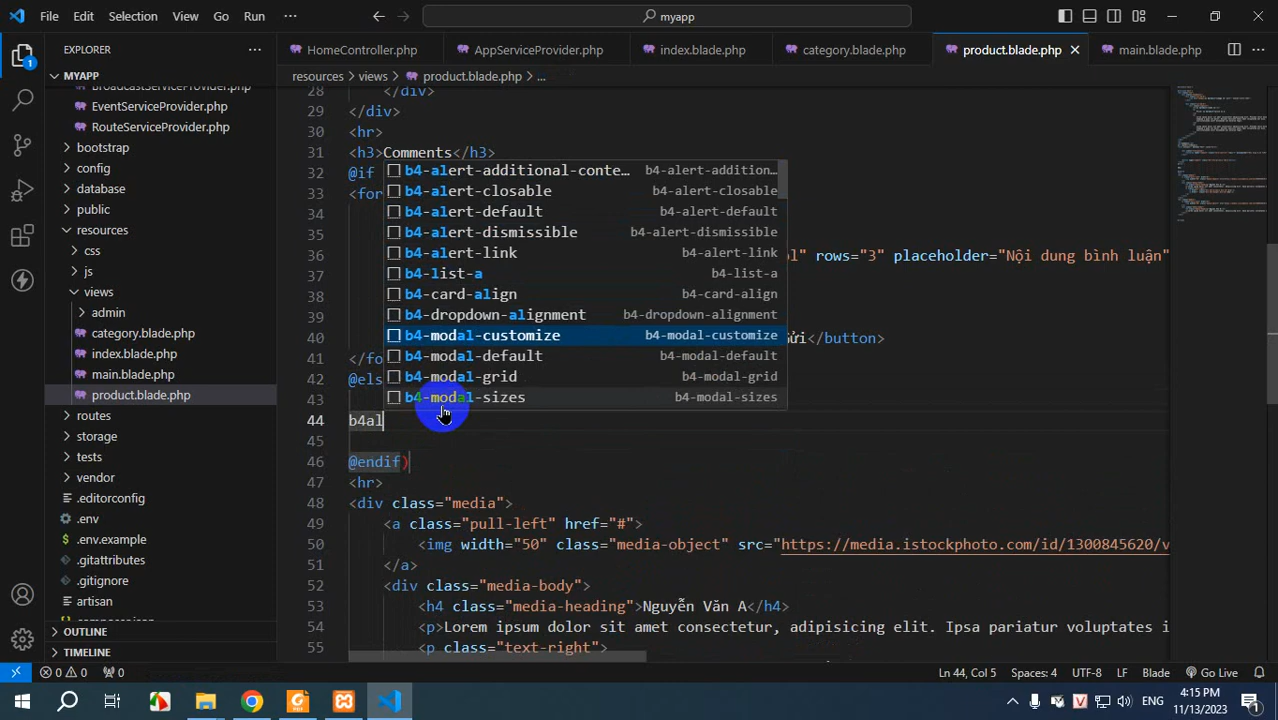 File Edit Selection View Go Run ··· myapp
EXPLORER ···
HomeController.php AppServiceProvider.php index.blade.php category.blade.php product.blade.php main.blade.php ···
resources > views > product.blade.php > ...
MYAPP
BroadcastServiceProvider.php
EventServiceProvider.php
RouteServiceProvider.php
bootstrap
config
database
public
resources
css
js
views
admin
category.blade.php
index.blade.php
main.blade.php
product.blade.php
routes
storage
tests
vendor
.editorconfig
.env
.env.example
.gitattributes
.gitignore
artisan
OUTLINE
TIMELINE
28 </div>
29 </div>
30 <hr>
31 <h3>Comments</h3>
32 @if
33 <for
34
35
36 ol" rows="3" placeholder="Nội dung bình luận"
37
38
39
40 ửi</button>
41 </fo
42 @els
43
44 b4al
45
46 @endif)
47 <hr>
48 <div class="media">
49 <a class="pull-left" href="#">
50 <img width="50" class="media-object" src="https://media.istockphoto.com/id/1300845620/v
51 </a>
52 <div class="media-body">
53 <h4 class="media-heading">Nguyễn Văn A</h4>
54 <p>Lorem ipsum dolor sit amet consectetur, adipisicing elit. Ipsa pariatur voluptates i
55 <p class="text-right">
b4-alert-additional-conte... b4-alert-addition...
b4-alert-closable b4-alert-closable
b4-alert-default b4-alert-default
b4-alert-dismissible b4-alert-dismissible
b4-alert-link b4-alert-link
b4-list-a b4-list-a
b4-card-align b4-card-align
b4-dropdown-alignment b4-dropdown-alignment
b4-modal-customize b4-modal-customize
b4-modal-default b4-modal-default
b4-modal-grid b4-modal-grid
b4-modal-sizes b4-modal-sizes
0 0 0 Ln 44, Col 5 Spaces: 4 UTF-8 LF Blade Go Live
ENG 4:15 PM
11/13/2023